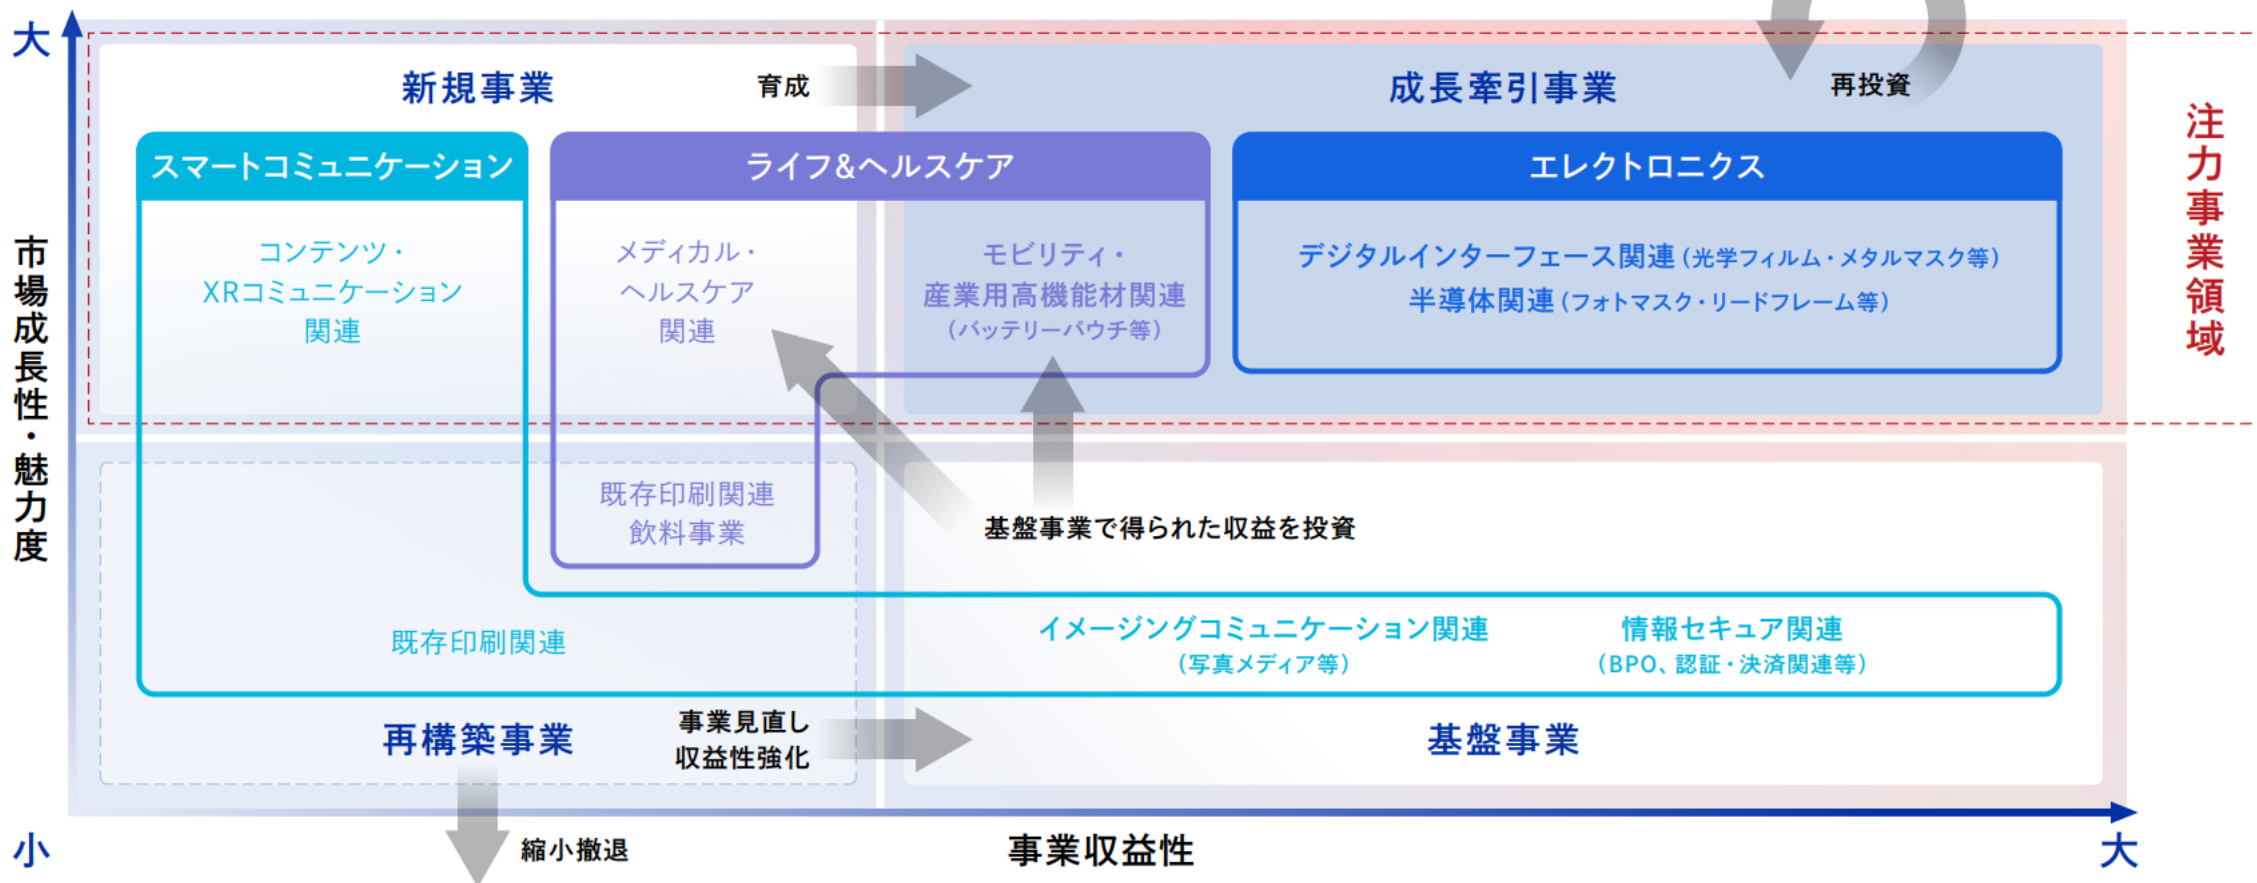 大
新規事業
育成
成長牽引事業
再投資
スマートコミュニケーション
ライフ&ヘルスケア
エレクトロニクス
コンテンツ・
XRコミュニケーション
関連
メディカル・
ヘルスケア
関連
モビリティ・
産業用高機能材関連
（バッテリーパウチ等）
デジタルインターフェース関連（光学フィルム・メタルマスク等）
半導体関連（フォトマスク・リードフレーム等）
注力事業領域
市場成長性・魅力度
既存印刷関連
飲料事業
基盤事業で得られた収益を投資
既存印刷関連
イメージングコミュニケーション関連
（写真メディア等）
情報セキュア関連
（BPO、認証・決済関連等）
再構築事業
事業見直し
収益性強化
基盤事業
小
縮小撤退
事業収益性
大